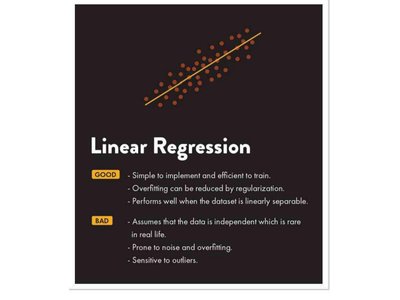 Linear Regression
GOOD
- Simple to implement and efficient to train.
- Overfitting can be reduced by regularization.
- Performs well when the dataset is linearly separable.
BAD
- Assumes that the data is independent which is rare
in real life.
- Prone to noise and overfitting.
- Sensitive to outliers.